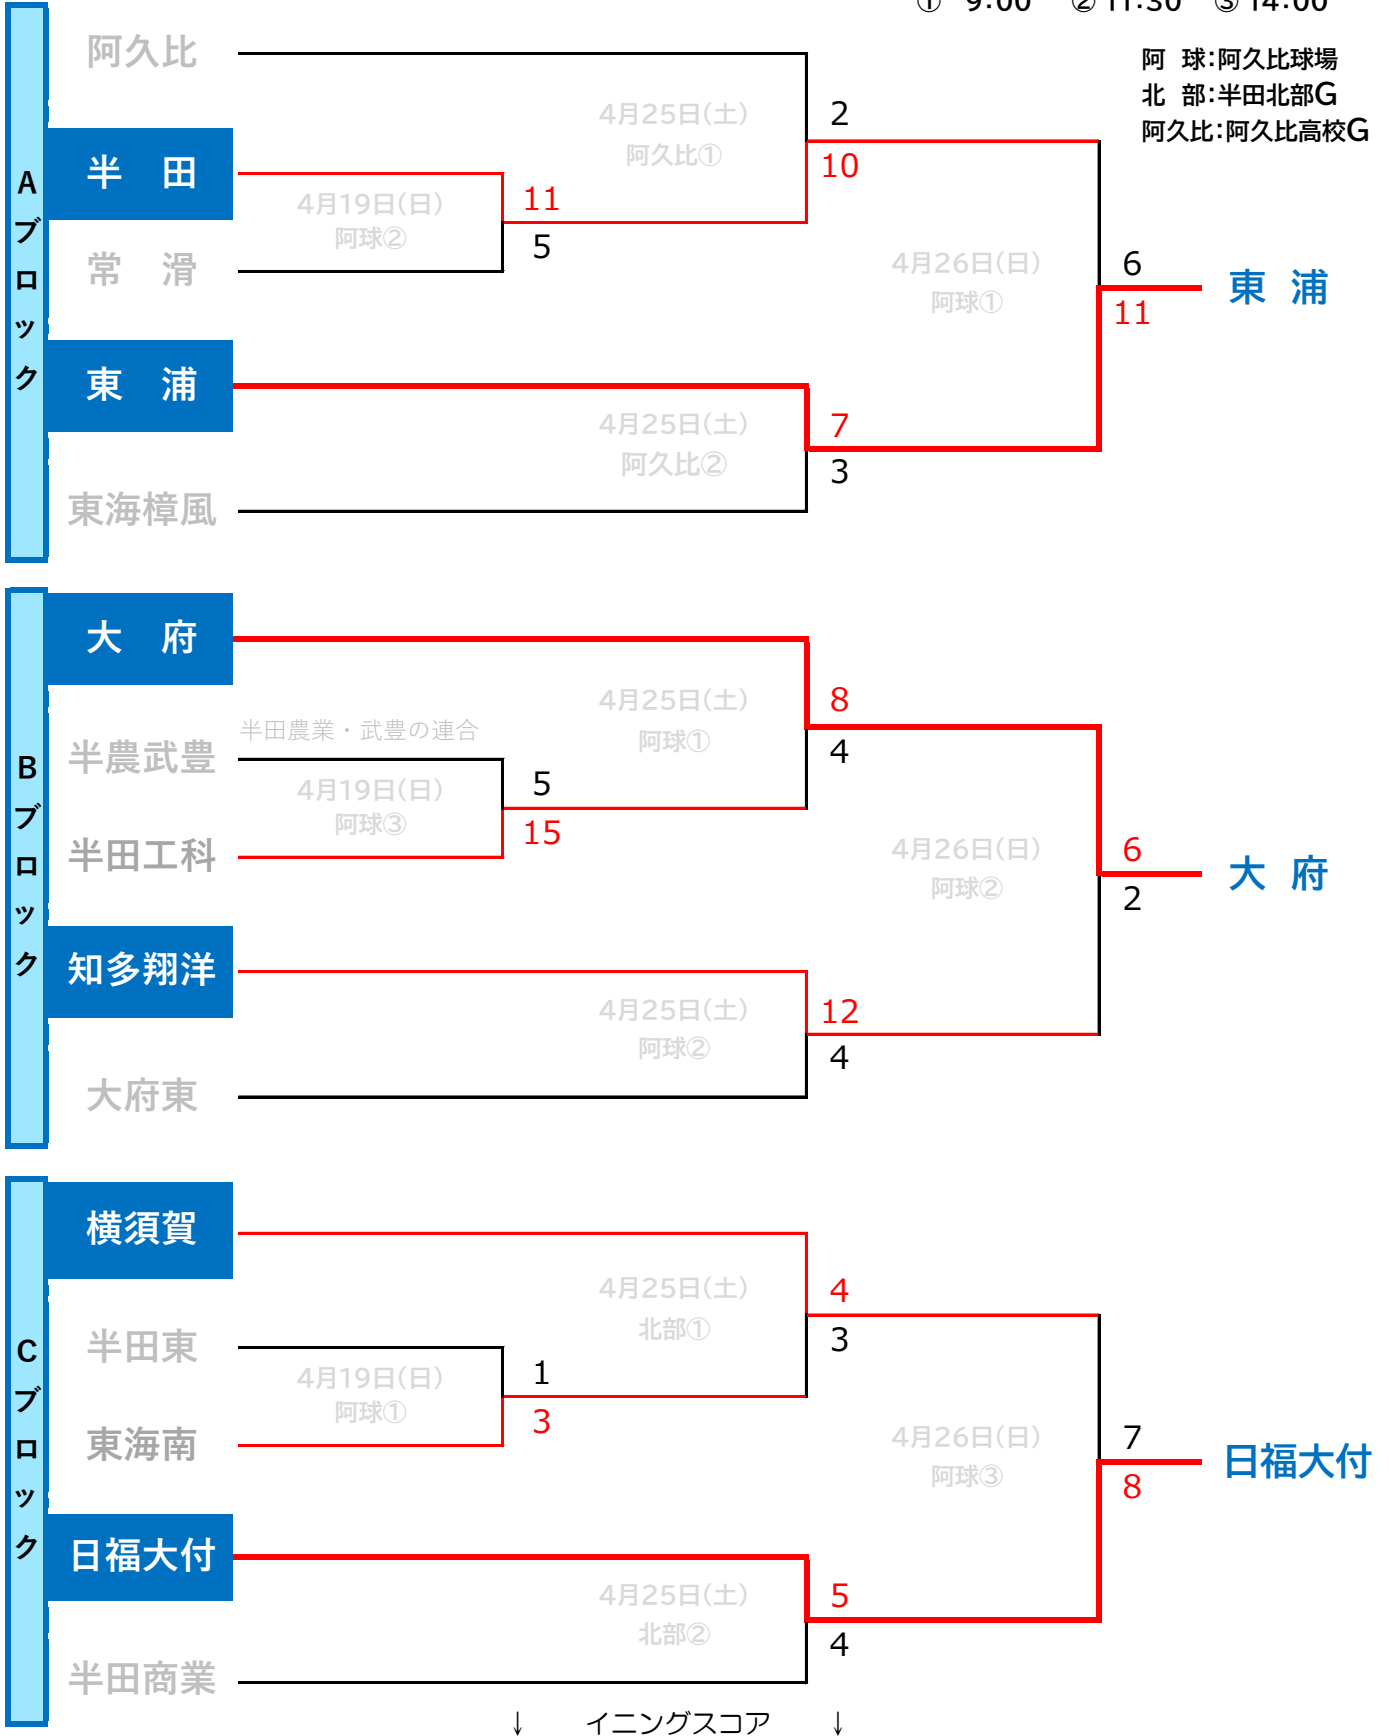 ① 9:00 ② 11:30 ③ 14:00
阿 球:阿久比球場
北 部:半田北部G
阿久比:阿久比高校G
Aブロック
阿久比
4月25日(土)
阿久比①
2
10
半 田
4月19日(日)
阿球②
11
5
常 滑
4月26日(日)
阿球①
6
11
東 浦
東 浦
4月25日(土)
阿久比②
7
3
東海樟風
Bブロック
大 府
4月25日(土)
阿球①
8
4
半田農業・武豊の連合
半農武豊
4月19日(日)
阿球③
5
15
半田工科
4月26日(日)
阿球②
6
2
大 府
知多翔洋
4月25日(土)
阿球②
12
4
大府東
Cブロック
横須賀
4月25日(土)
北部①
4
3
半田東
4月19日(日)
阿球①
1
3
東海南
4月26日(日)
阿球③
7
8
日福大付
日福大付
4月25日(土)
北部②
5
4
半田商業
↓ イニングスコア ↓